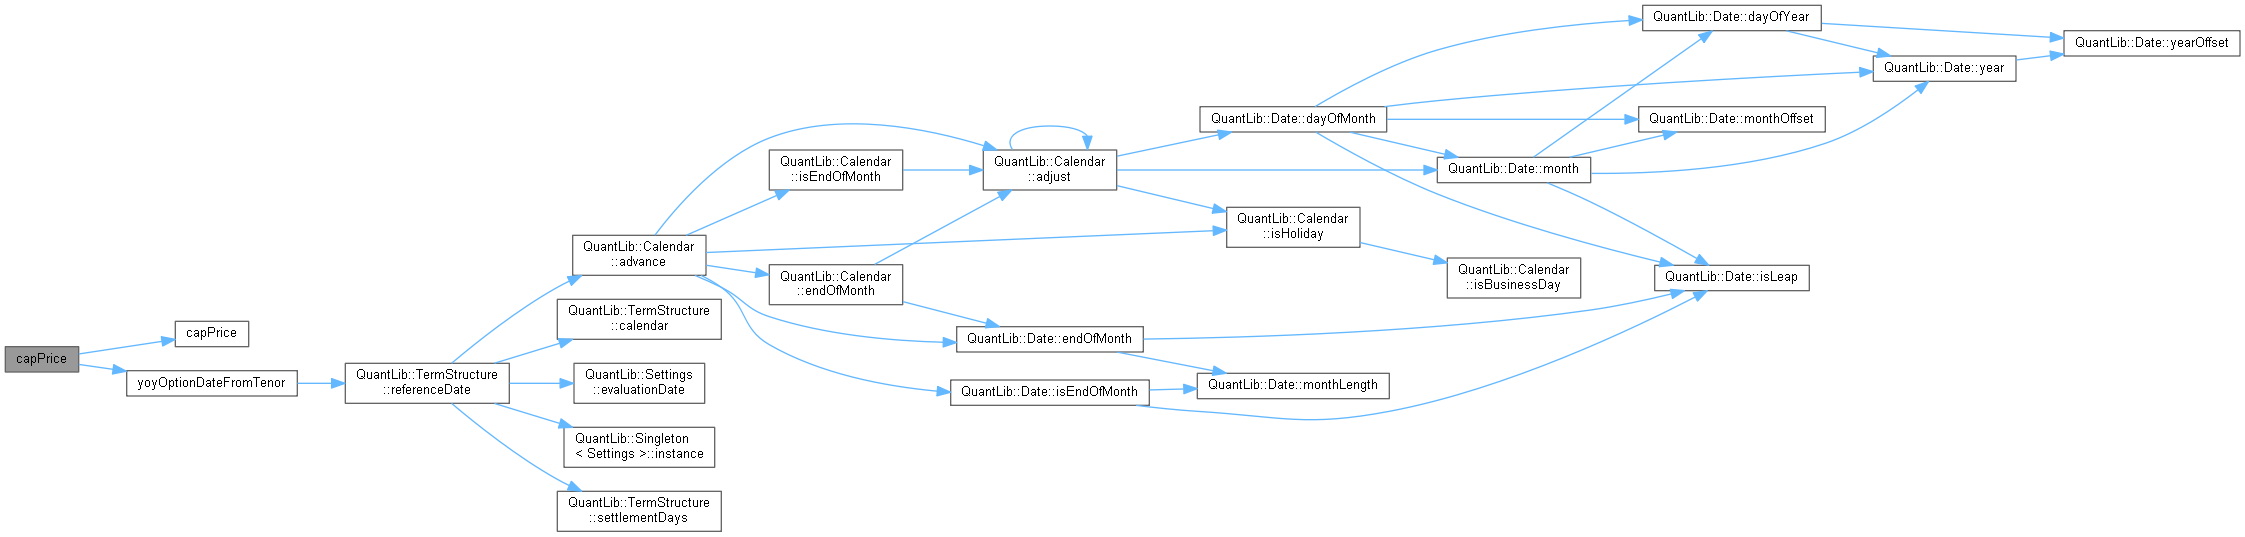 capPrice
capPrice
yoyOptionDateFromTenor
QuantLib::TermStructure
::referenceDate
QuantLib::Calendar
::advance
QuantLib::TermStructure
::calendar
QuantLib::Settings
::evaluationDate
QuantLib::Singleton
< Settings >::instance
QuantLib::TermStructure
::settlementDays
QuantLib::Calendar
::isEndOfMonth
QuantLib::Calendar
::endOfMonth
QuantLib::Calendar
::adjust
QuantLib::Date::endOfMonth
QuantLib::Date::isEndOfMonth
QuantLib::Date::dayOfMonth
QuantLib::Calendar
::isHoliday
QuantLib::Date::monthLength
QuantLib::Date::month
QuantLib::Calendar
::isBusinessDay
QuantLib::Date::dayOfYear
QuantLib::Date::monthOffset
QuantLib::Date::isLeap
QuantLib::Date::year
QuantLib::Date::yearOffset